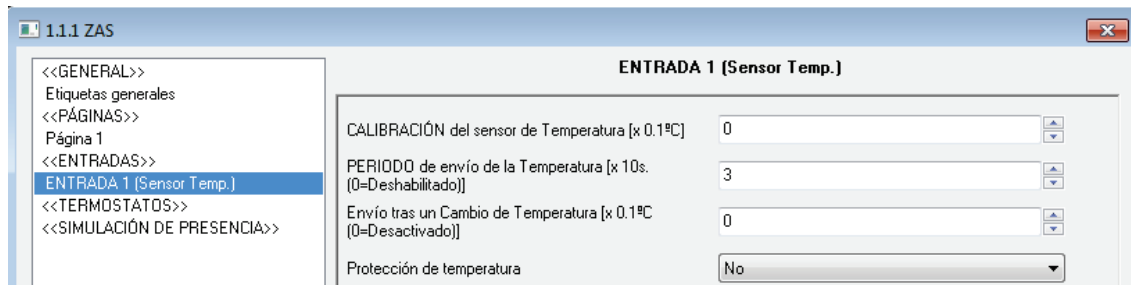 1.1.1 ZAS
<<GENERAL>>
Etiquetas generales
<<PÁGINAS>>
Página 1
<<ENTRADAS>>
ENTRADA 1 (Sensor Temp.)
<<TERMOSTATOS>>
<<SIMULACIÓN DE PRESENCIA>>
ENTRADA 1 (Sensor Temp.)
CALIBRACIÓN del sensor de Temperatura [x 0.1ºC]
0
PERIODO de envío de la Temperatura [x 10s.
(0=Deshabilitado)]
3
Envío tras un Cambio de Temperatura [x 0.1ºC
(0=Desactivado)]
0
Protección de temperatura
No